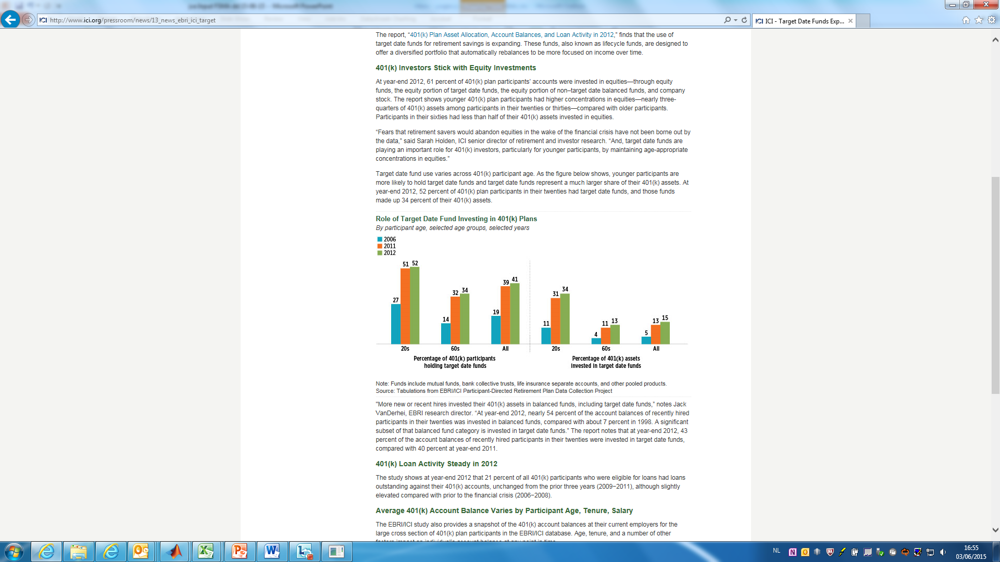 http://www.ici.org/pressroom/news/13_news_ebri_ici_target
ICI - Target Date Funds Exp...
The report, “401(k) Plan Asset Allocation, Account Balances, and Loan Activity in 2012,” finds that the use of
target date funds for retirement savings is expanding. These funds, also known as lifecycle funds, are designed to
offer a diversified portfolio that automatically rebalances to be more focused on income over time.
401(k) Investors Stick with Equity Investments
At year-end 2012, 61 percent of 401(k) plan participants’ accounts were invested in equities—through equity
funds, the equity portion of target date funds, the equity portion of non–target date balanced funds, and company
stock. The report shows younger 401(k) plan participants had higher concentrations in equities—nearly three-
quarters of 401(k) assets among participants in their twenties or thirties—compared with older participants.
Participants in their sixties had less than half of their 401(k) assets invested in equities.
“Fears that retirement savers would abandon equities in the wake of the financial crisis have not been borne out by
the data,” said Sarah Holden, ICI senior director of retirement and investor research. “And, target date funds are
playing an important role for 401(k) investors, particularly for younger participants, by maintaining age-appropriate
concentrations in equities.”
Target date fund use varies across 401(k) participant age. As the figure below shows, younger participants are
more likely to hold target date funds and target date funds represent a much larger share of their 401(k) assets. At
year-end 2012, 52 percent of 401(k) plan participants in their twenties had target date funds, and those funds
made up 34 percent of their 401(k) assets.
Role of Target Date Fund Investing in 401(k) Plans
By participant age, selected age groups, selected years
2006
2011
2012
27 51 52
14 32 34
19 39 41
11 31 34
4 11 13
5 13 15
20s 60s All 20s 60s All
Percentage of 401(k) participants
holding target date funds
Percentage of 401(k) assets
invested in target date funds
Note: Funds include mutual funds, bank collective trusts, life insurance separate accounts, and other pooled products.
Source: Tabulations from EBRI/ICI Participant-Directed Retirement Plan Data Collection Project
"More new or recent hires invested their 401(k) assets in balanced funds, including target date funds,” notes Jack
VanDerhei, EBRI research director. “At year-end 2012, nearly 54 percent of the account balances of recently hired
participants in their twenties was invested in balanced funds, compared with about 7 percent in 1998. A significant
subset of that balanced fund category is invested in target date funds.” The report notes that at year-end 2012, 43
percent of the account balances of recently hired participants in their twenties were invested in target date funds,
compared with 40 percent at year-end 2011.
401(k) Loan Activity Steady in 2012
The study shows at year-end 2012 that 21 percent of all 401(k) participants who were eligible for loans had loans
outstanding against their 401(k) accounts, unchanged from the prior three years (2009–2011), although slightly
elevated compared with prior to the financial crisis (2006–2008).
Average 401(k) Account Balance Varies by Participant Age, Tenure, Salary
The EBRI/ICI study also provides a snapshot of the 401(k) account balances at their current employers for the
large cross section of 401(k) plan participants in the EBRI/ICI database. Age, tenure, and a number of other
NL
16:55
03/06/2015